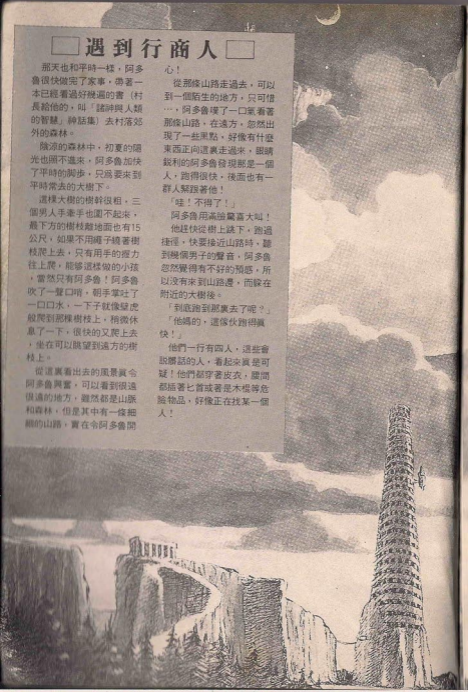 遇到行商人
那天也和平時一樣,阿多
魯很快做完了家事,帶著一
本已經看過好幾遍的書(村
長給他的,叫「諸神與人類
的智慧」神話集)去村落郊
外的森林。
陰涼的森林中,初夏的陽
光也照不進來,阿多魯加快
了平時的脚步,只爲要來到
平時常去的大樹下。
這棵大樹的樹幹很粗,三
個男人手牽手也圍不起來,
最下方的樹枝離地面也有15
公尺,如果不用繩子繞著樹
枝爬上去,只有用手的握力
往上爬,能够這樣做的小孩
,當然只有阿多魯!阿多魯
吹了一聲口哨,朝手掌吐了
一口口水,一下子就像壁虎
般爬到那棵樹枝上,稍微休
息了一下,很快的又爬上去
,坐在可以眺望到遠方的樹
枝上。
從這裏看出去的風景眞令
阿多魯興奮,可以看到很遠
很遠的地方,雖然都是山脈
和森林,但是其中有一條細
細的山路,實在令阿多魯開
心!
從那條山路走過去,可以
到一個陌生的地方,只可惜
…,阿多魯嘆了一口氣看著
那條山路,在遠方,忽然出
現了一些黑點,好像有什麼
東西正向這裏走過來,眼睛
銳利的阿多魯發現那是一個
人,跑得很快,後面也有一
群人緊跟著他!
「哇!不得了!」
阿多魯用滿臉驚喜大叫!
他趕快從樹上跳下,跑過
捷徑,快要接近山路時,聽
到幾個男子的聲音,阿多魯
忽然覺得有不好的預感,所
以沒有來到山路邊,而躲在
附近的大樹後。
「到底跑到那裏去了呢?」
「他媽的,這傢伙跑得眞
快!」
他們一行有四人,這些會
説髒話的人,看起來眞是可
疑!他們都穿著皮衣,腰間
都插著匕首或著是木棍等危
險物品,好像正在找某一個
人!